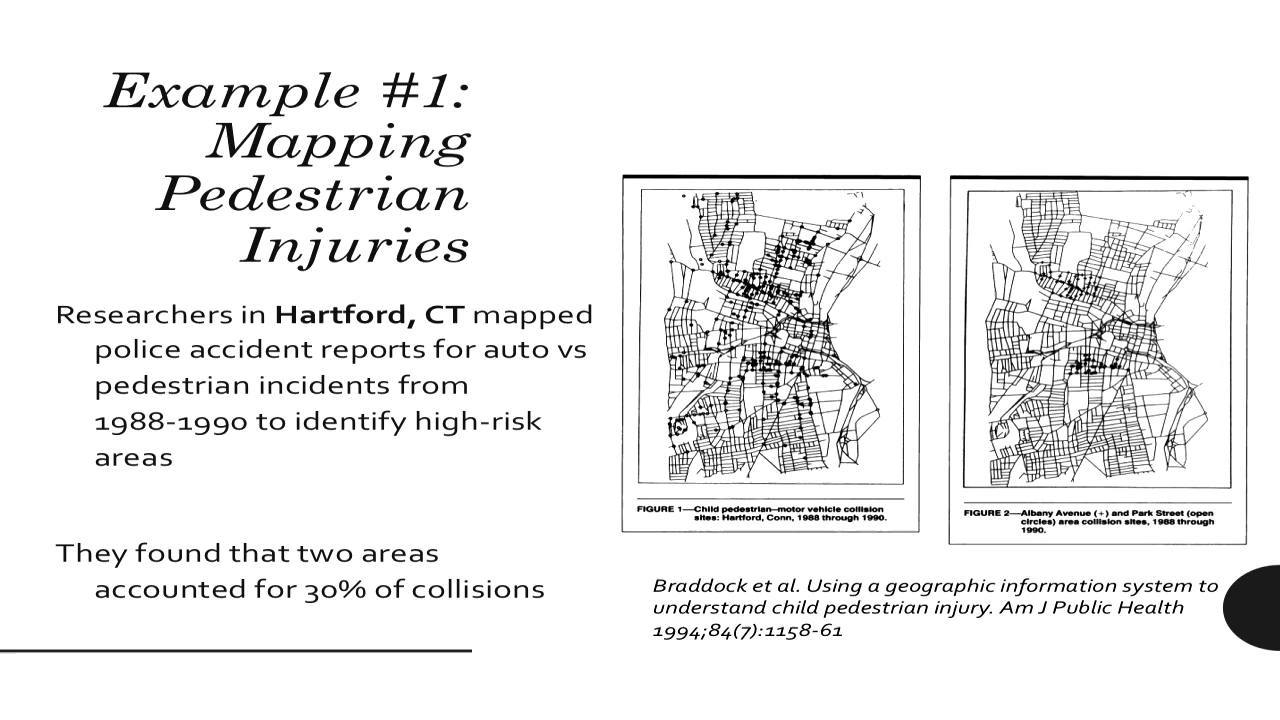 Example #1:
Mapping
Pedestrian
Injuries
Researchers in Hartford, CT mapped
police accident reports for auto vs
pedestrian incidents from
1988-1990 to identify high-risk
areas
They found that two areas
accounted for 30% of collisions
FIGURE 1—Child pedestrian–motor vehicle collision
sites: Hartford, Conn, 1988 through 1990.
FIGURE 2—Albany Avenue (+) and Park Street (open
circles) area collision sites, 1988 through
1990.
Braddock et al. Using a geographic information system to
understand child pedestrian injury. Am J Public Health
1994;84(7):1158-61